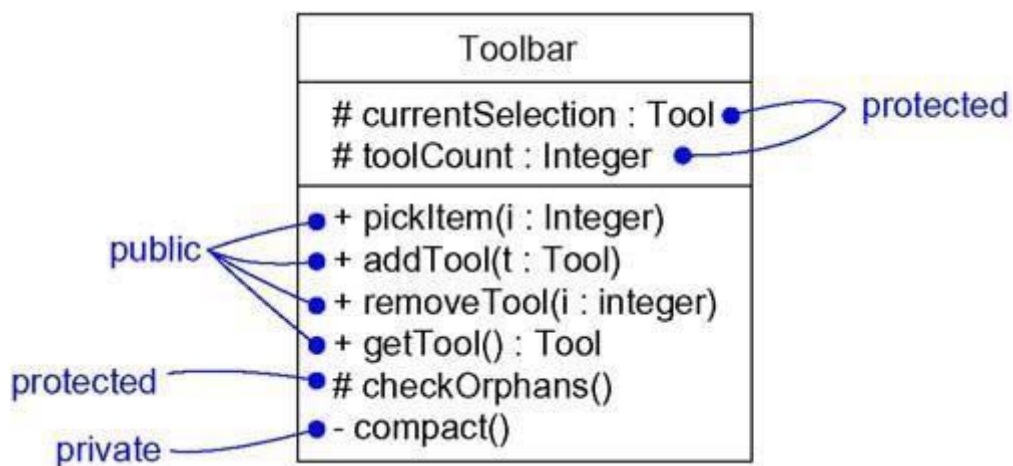 Toolbar
# currentSelection : Tool
protected
# toolCount : Integer
+ pickItem(i : Integer)
public
+ addTool(t : Tool)
+ removeTool(i : integer)
+ getTool() : Tool
protected
# checkOrphans()
private
- compact()